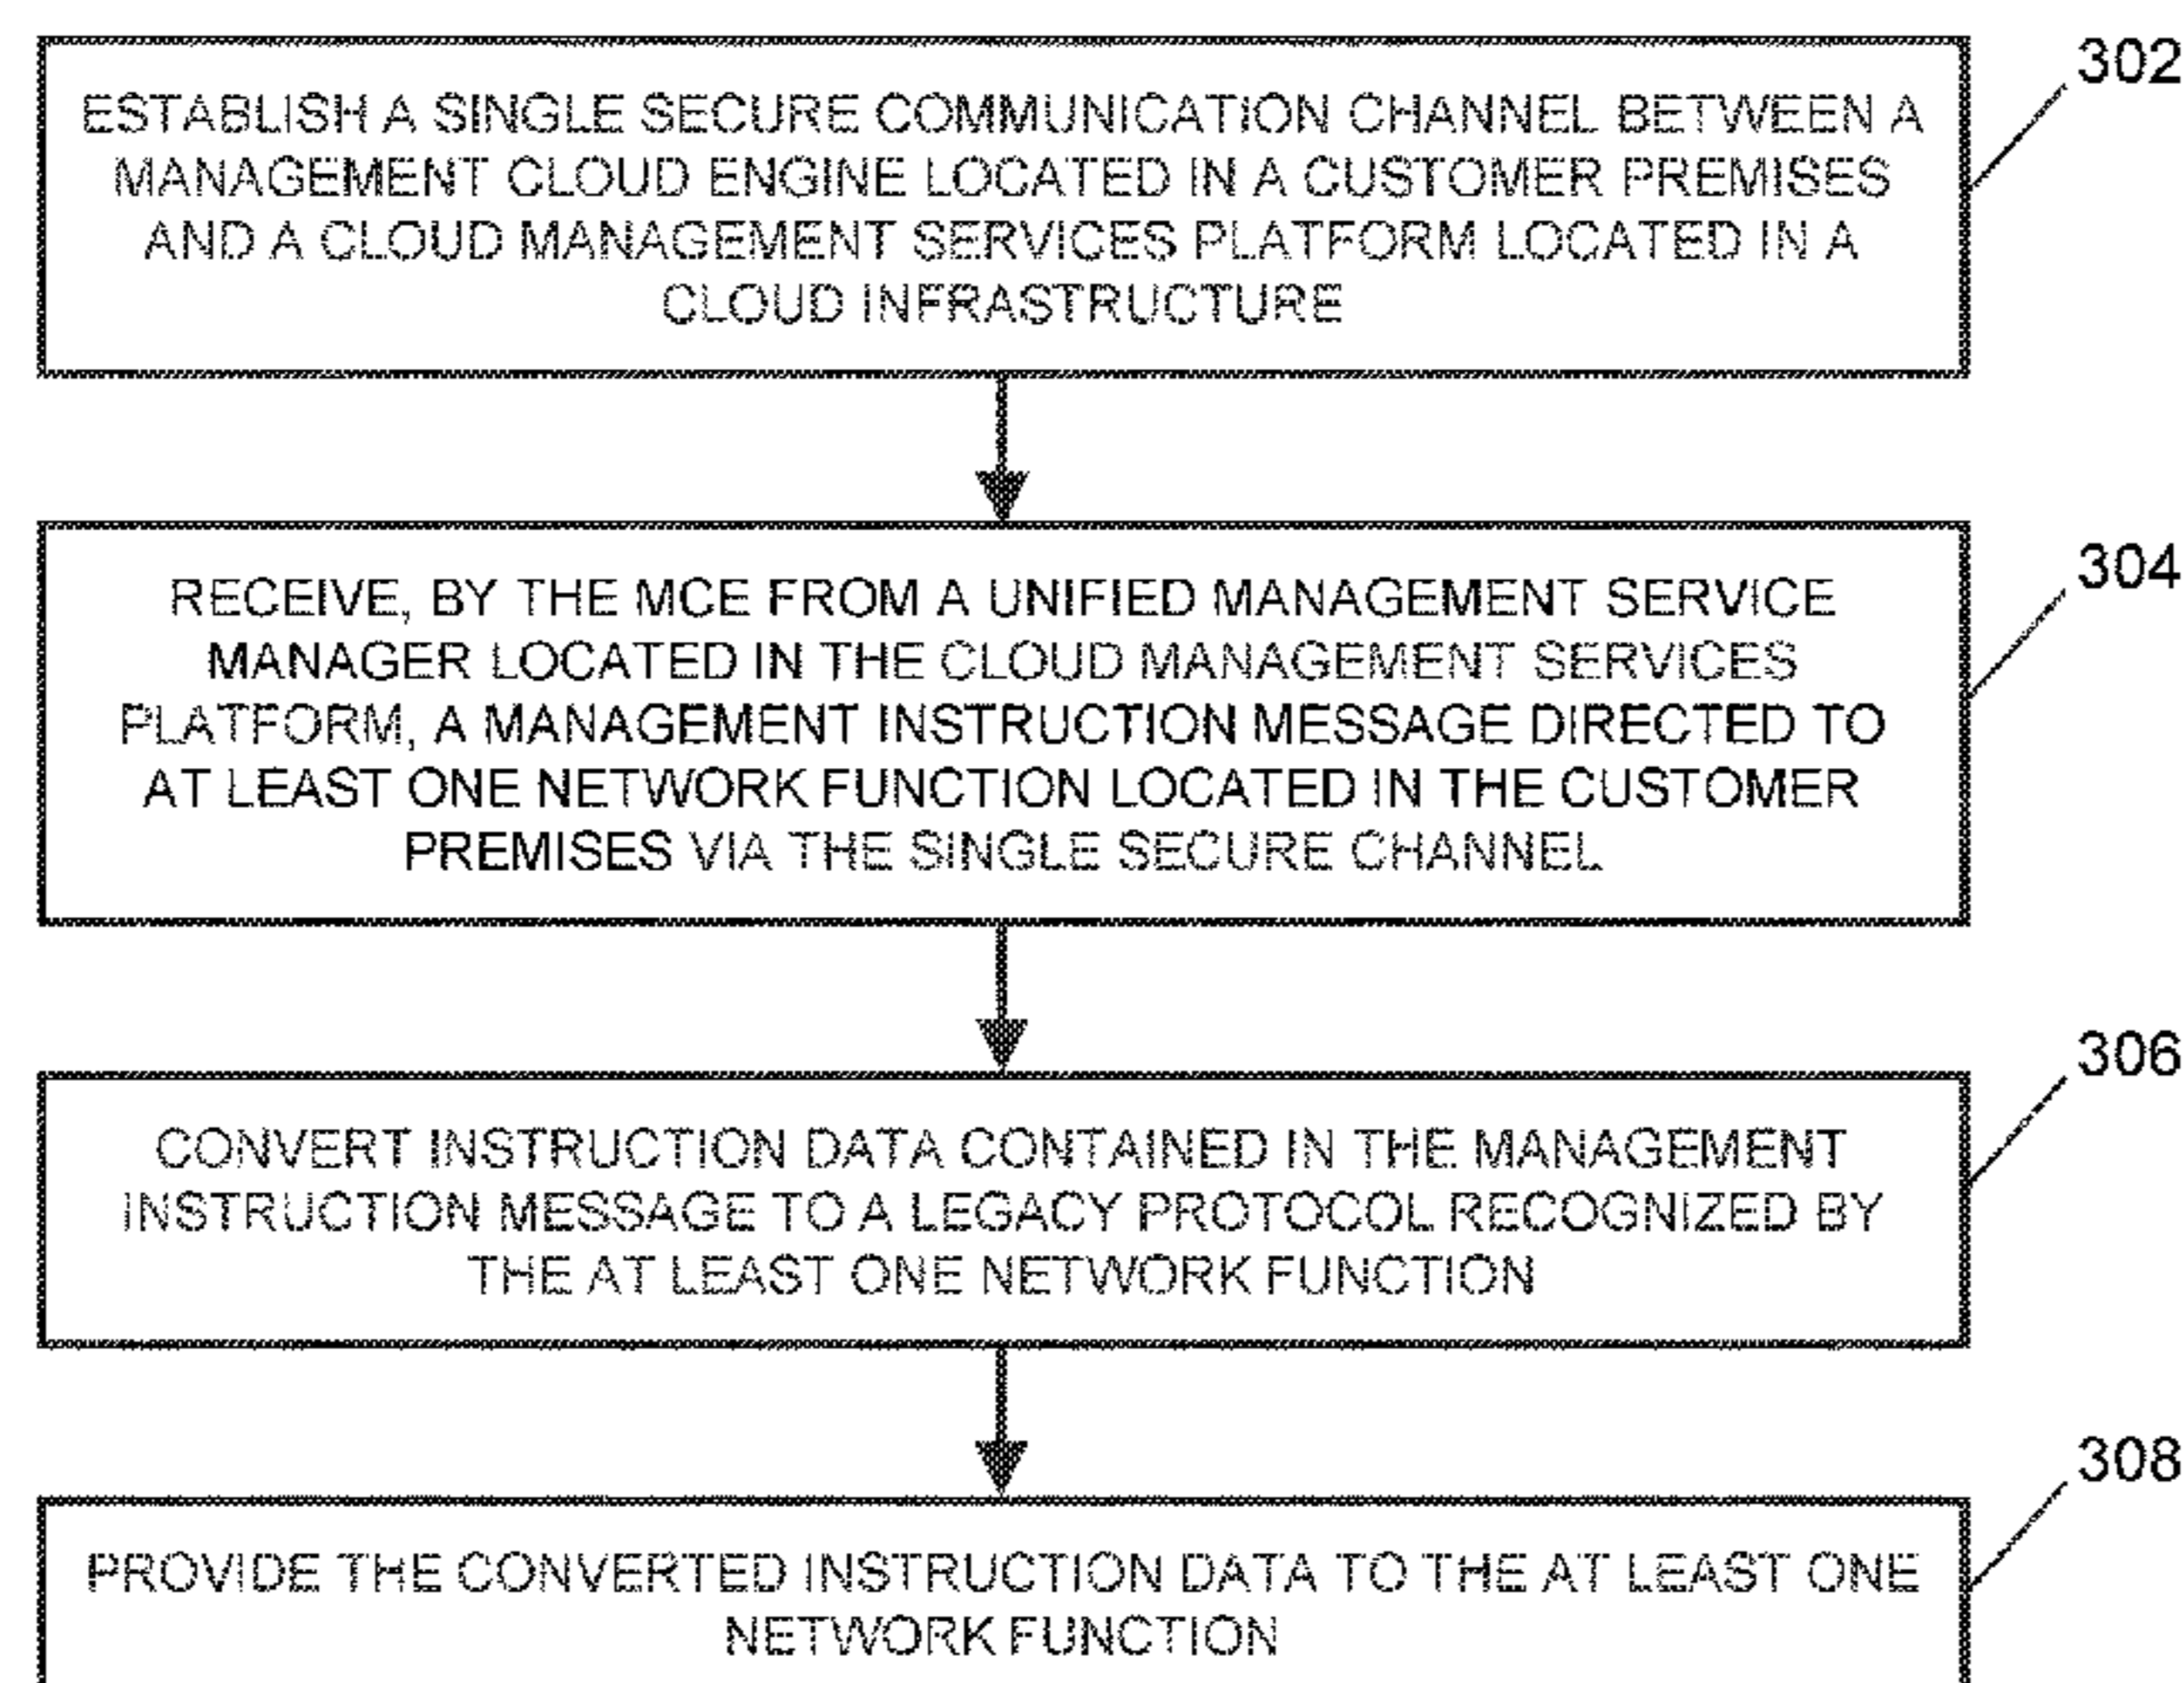 302
ESTABLISH A SINGLE SECURE COMMUNICATION CHANNEL BETWEEN A
MANAGEMENT CLOUD ENGINE LOCATED IN A CUSTOMER PREMISES
AND A CLOUD MANAGEMENT SERVICES PLATFORM LOCATED IN A
CLOUD INFRASTRUCTURE
304
RECEIVE, BY THE MCE FROM A UNIFIED MANAGEMENT SERVICE
MANAGER LOCATED IN THE CLOUD MANAGEMENT SERVICES
PLATFORM, A MANAGEMENT INSTRUCTION MESSAGE DIRECTED TO
AT LEAST ONE NETWORK FUNCTION LOCATED IN THE CUSTOMER
PREMISES VIA THE SINGLE SECURE CHANNEL
306
CONVERT INSTRUCTION DATA CONTAINED IN THE MANAGEMENT
INSTRUCTION MESSAGE TO A LEGACY PROTOCOL RECOGNIZED BY
THE AT LEAST ONE NETWORK FUNCTION
308
PROVIDE THE CONVERTED INSTRUCTION DATA TO THE AT LEAST ONE
NETWORK FUNCTION